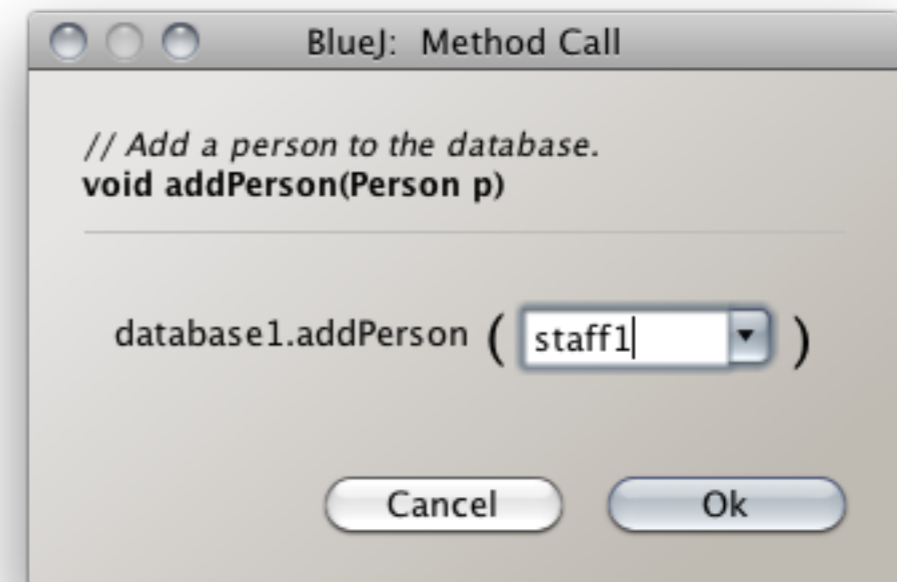 BlueJ: Method Call
// Add a person to the database.
void addPerson(Person p)
database1.addPerson ( staff1 )
Cancel Ok